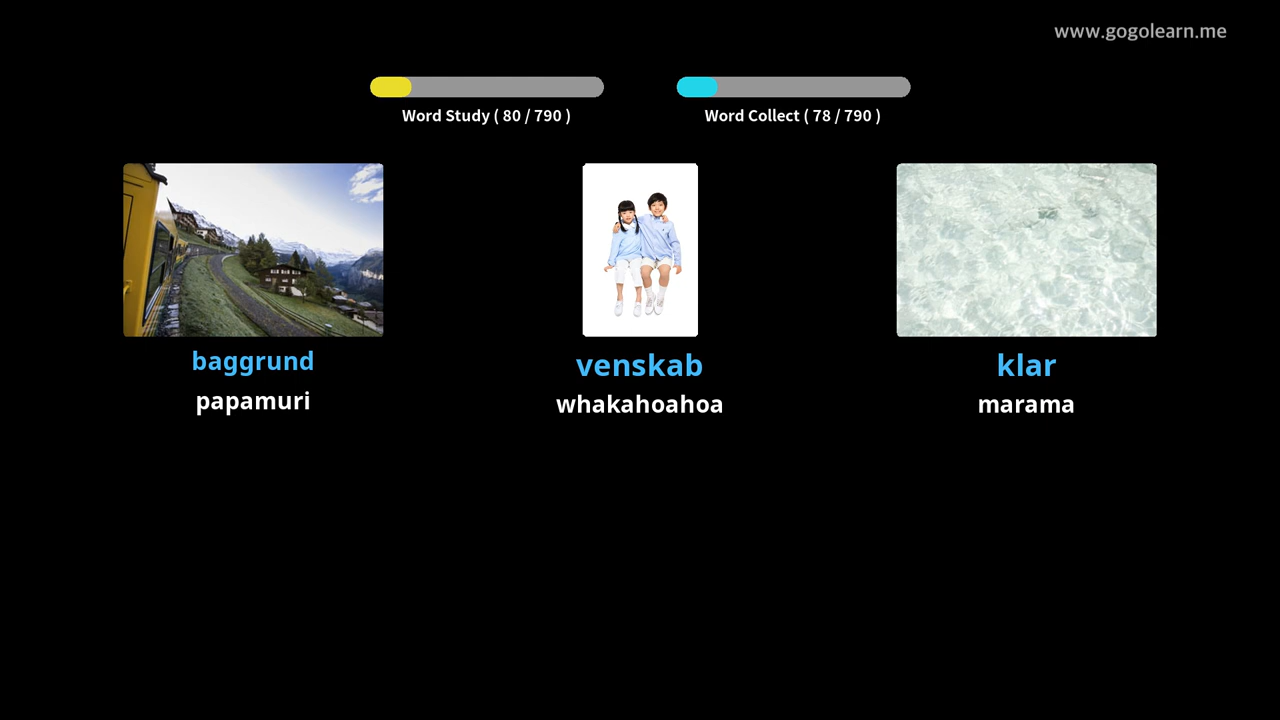 www.gogolearn.me
Word Study ( 80 / 790 )
Word Collect ( 78 / 790 )
baggrund
papamuri
venskab
whakahoahoa
klar
marama